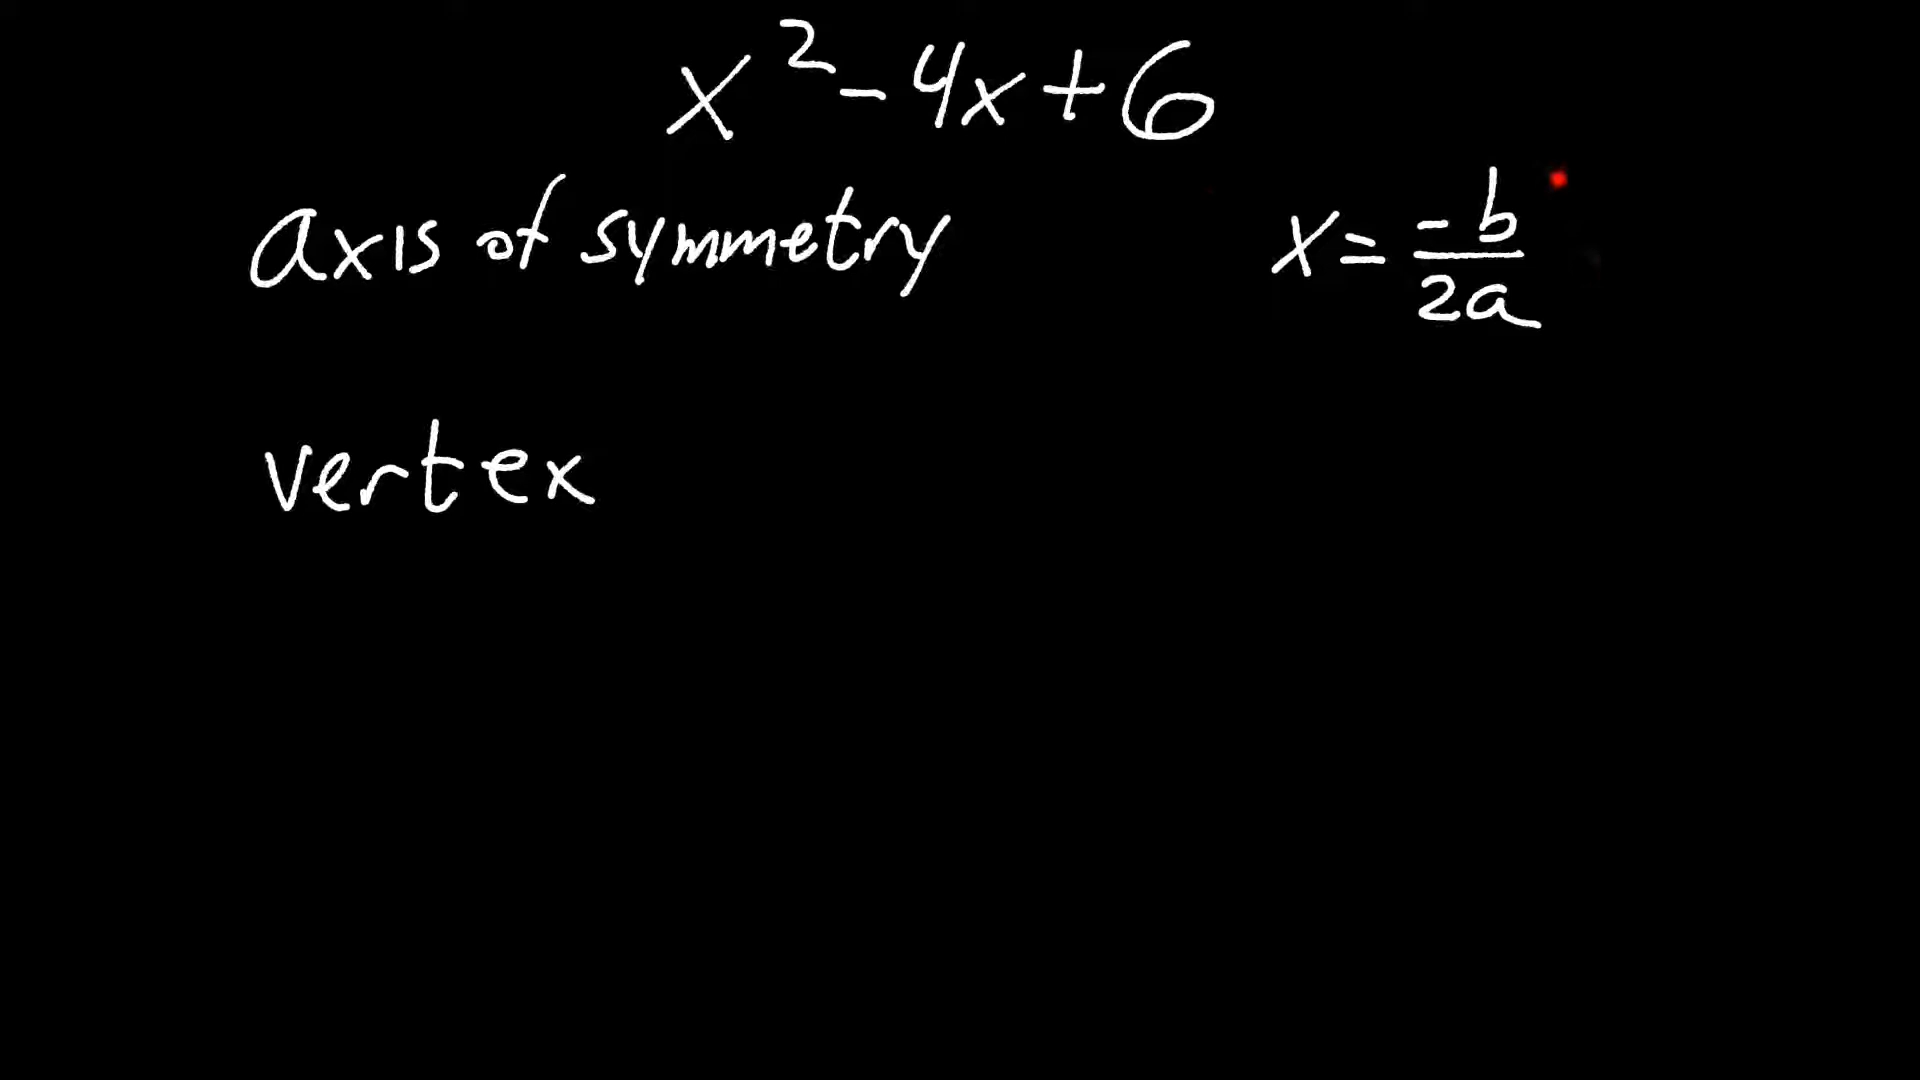 x² - 4x + 6
axis of symmetry x = -b/2a
vertex